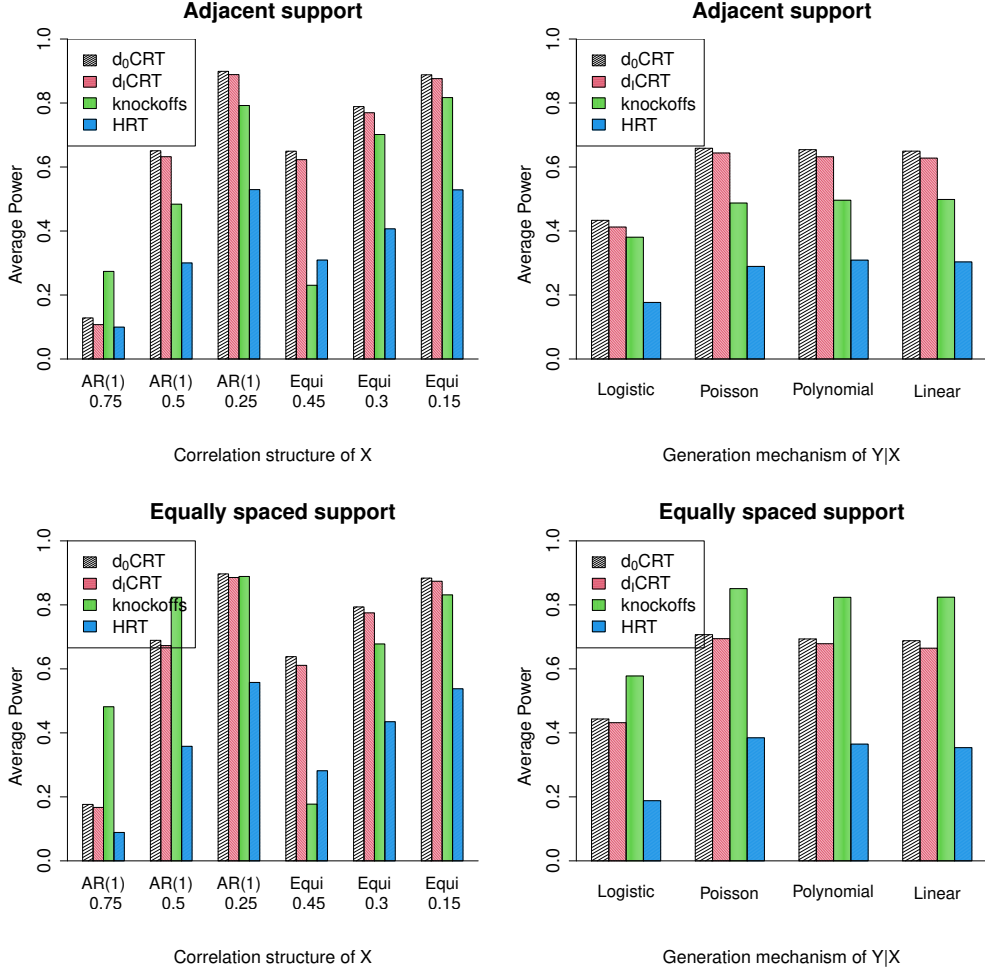 Adjacent support
Average Power
0.0 0.2 0.4 0.6 0.8 1.0
d₀CRT
dₗCRT
knockoffs
HRT
AR(1) AR(1) AR(1) Equi Equi Equi
0.75 0.5 0.25 0.45 0.3 0.15
Correlation structure of X
Adjacent support
Average Power
0.0 0.2 0.4 0.6 0.8 1.0
d₀CRT
dₗCRT
knockoffs
HRT
Logistic Poisson Polynomial Linear
Generation mechanism of Y|X
Equally spaced support
Average Power
0.0 0.2 0.4 0.6 0.8 1.0
d₀CRT
dₗCRT
knockoffs
HRT
AR(1) AR(1) AR(1) Equi Equi Equi
0.75 0.5 0.25 0.45 0.3 0.15
Correlation structure of X
Equally spaced support
Average Power
0.0 0.2 0.4 0.6 0.8 1.0
d₀CRT
dₗCRT
knockoffs
HRT
Logistic Poisson Polynomial Linear
Generation mechanism of Y|X